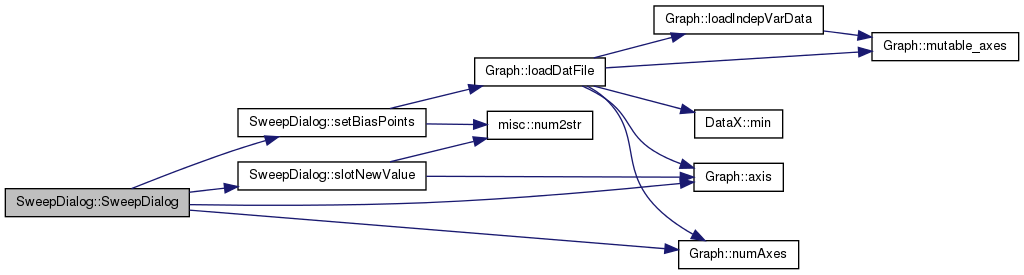 Graph::loadIndepVarData
Graph::mutable_axes
Graph::loadDatFile
SweepDialog::setBiasPoints
misc::num2str
DataX::min
SweepDialog::slotNewValue
Graph::axis
SweepDialog::SweepDialog
Graph::numAxes